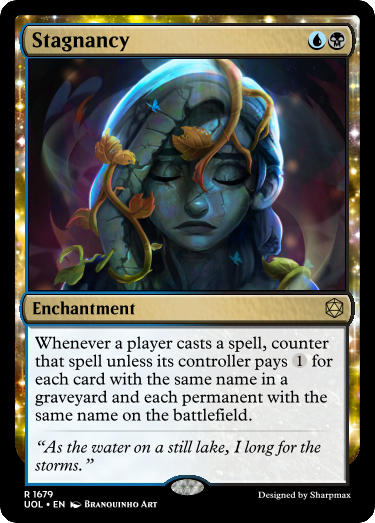 Stagnancy
Enchantment
Whenever a player casts a spell, counter
that spell unless its controller pays 1 for
each card with the same name in a
graveyard and each permanent with the
same name on the battlefield.
“As the water on a still lake, I long for the
storms.”
R 1679
UOL • EN Branquinho Art
Designed by Sharpmax